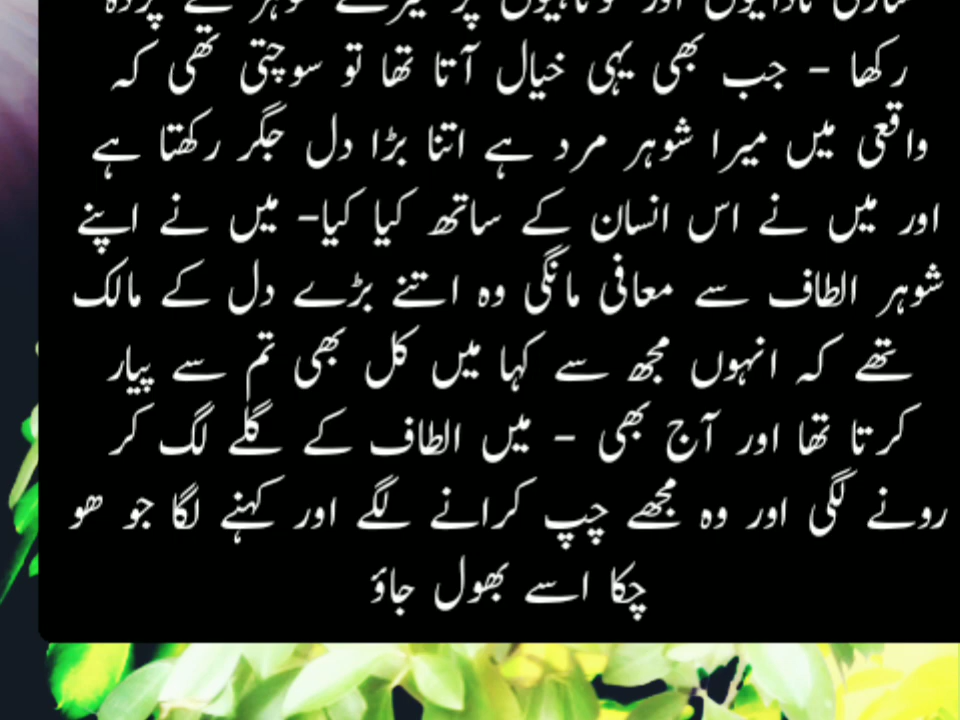 رکھا – جب بھی یہی خیال آتا تھا تو سوچتی تھی کہ
واقعی میں میرا شوہر مرد ہے اتنا بڑا دل جگر رکھتا ہے
اور میں نے اس انسان کے ساتھ کیا کیا– میں نے اپنے
شوہر الطاف سے معافی مانگی وہ اتنے بڑے دل کے مالک
تھے کہ انہوں مجھ سے کہا میں کل بھی تم سے پیار
کرتا تھا اور آج بھی – میں الطاف کے گلے لگ کر
رونے لگی اور وہ مجھے چپ کرانے لگے اور کہنے لگا جو ھو
چکا اسے بھول جاؤ